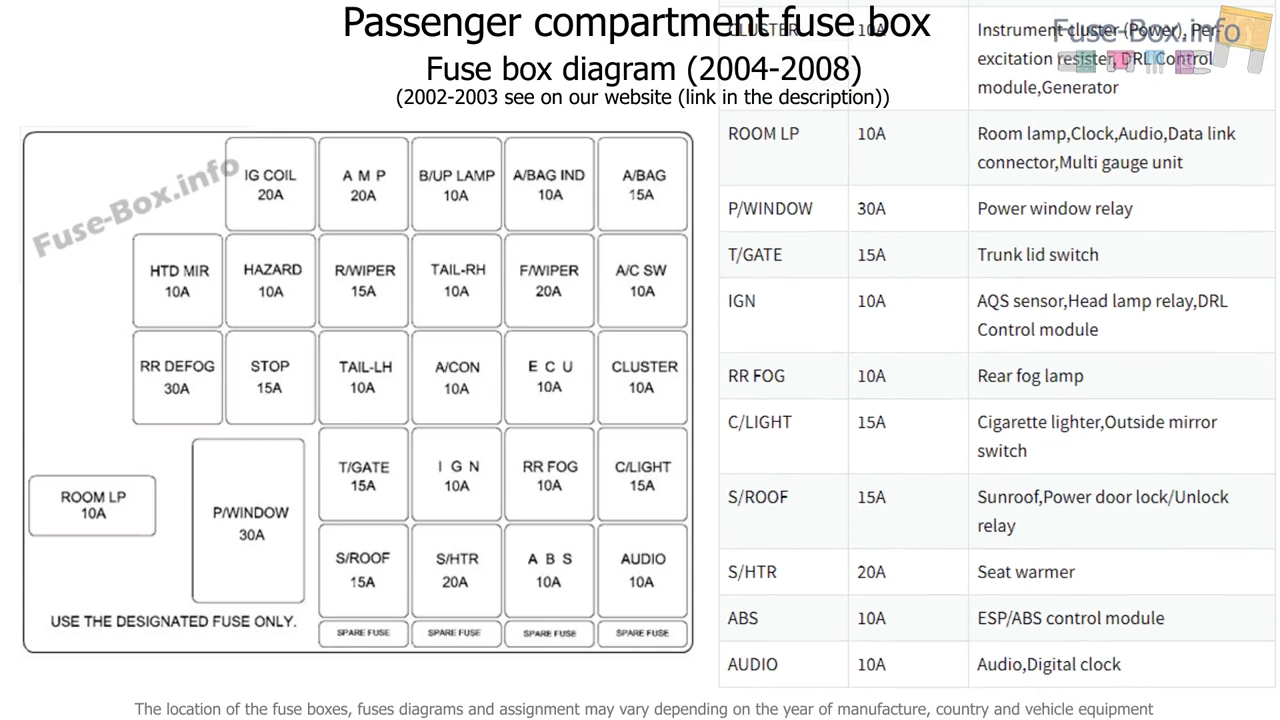 Passenger compartment fuse box
Fuse box diagram (2004-2008)
(2002-2003 see on our website (link in the description))
Fuse-Box.info
Fuse-Box.info
IG COIL 20A
A M P 20A
B/UP LAMP 10A
A/BAG IND 10A
A/BAG 15A
HTD MIR 10A
HAZARD 10A
R/WIPER 15A
TAIL-RH 10A
F/WIPER 20A
A/C SW 10A
RR DEFOG 30A
STOP 15A
TAIL-LH 10A
A/CON 10A
E C U 10A
CLUSTER 10A
ROOM LP 10A
P/WINDOW 30A
T/GATE 15A
I G N 10A
RR FOG 10A
C/LIGHT 15A
S/ROOF 15A
S/HTR 20A
A B S 10A
AUDIO 10A
USE THE DESIGNATED FUSE ONLY.
SPARE FUSE
SPARE FUSE
SPARE FUSE
SPARE FUSE
CLUSTER 10A Instrument cluster (Power), Per
excitation resister, DRL Control
module,Generator
ROOM LP 10A Room lamp,Clock,Audio,Data link
connector,Multi gauge unit
P/WINDOW 30A Power window relay
T/GATE 15A Trunk lid switch
IGN 10A AQS sensor,Head lamp relay,DRL
Control module
RR FOG 10A Rear fog lamp
C/LIGHT 15A Cigarette lighter,Outside mirror
switch
S/ROOF 15A Sunroof,Power door lock/Unlock
relay
S/HTR 20A Seat warmer
ABS 10A ESP/ABS control module
AUDIO 10A Audio,Digital clock
The location of the fuse boxes, fuses diagrams and assignment may vary depending on the year of manufacture, country and vehicle equipment